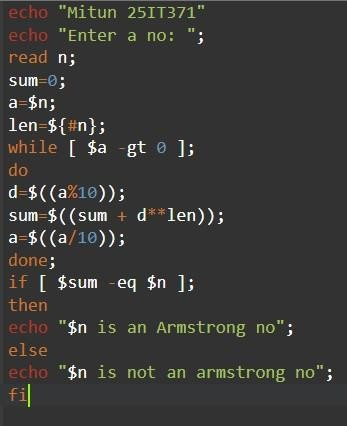 echo "Mitun 25IT371"
echo "Enter a no: ";
read n;
sum=0;
a=$n;
len=${#n};
while [ $a -gt 0 ];
do
d=$((a%10));
sum=$((sum + d**len));
a=$((a/10));
done;
if [ $sum -eq $n ];
then
echo "$n is an Armstrong no";
else
echo "$n is not an armstrong no";
fi